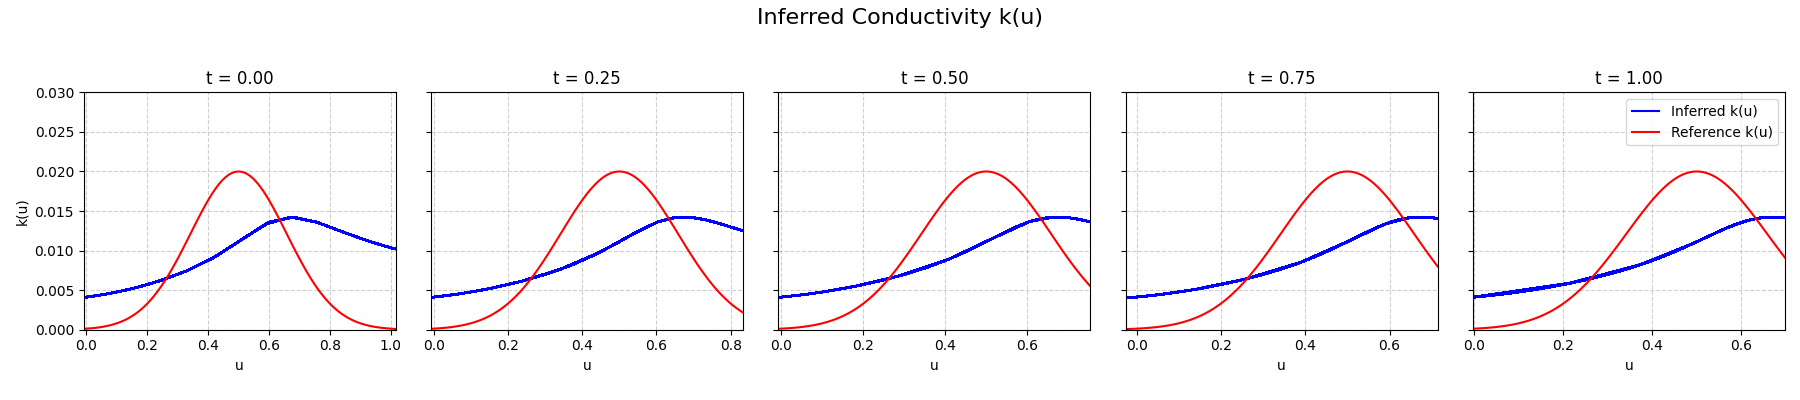 Inferred Conductivity k(u)
t = 0.00
t = 0.25
t = 0.50
t = 0.75
t = 1.00
k(u)
0.030
0.025
0.020
0.015
0.010
0.005
0.000
Inferred k(u)
Reference k(u)
0.0 0.2 0.4 0.6 0.8 1.0
0.0 0.2 0.4 0.6 0.8
0.0 0.2 0.4 0.6
0.0 0.2 0.4 0.6
0.0 0.2 0.4 0.6
u
u
u
u
u